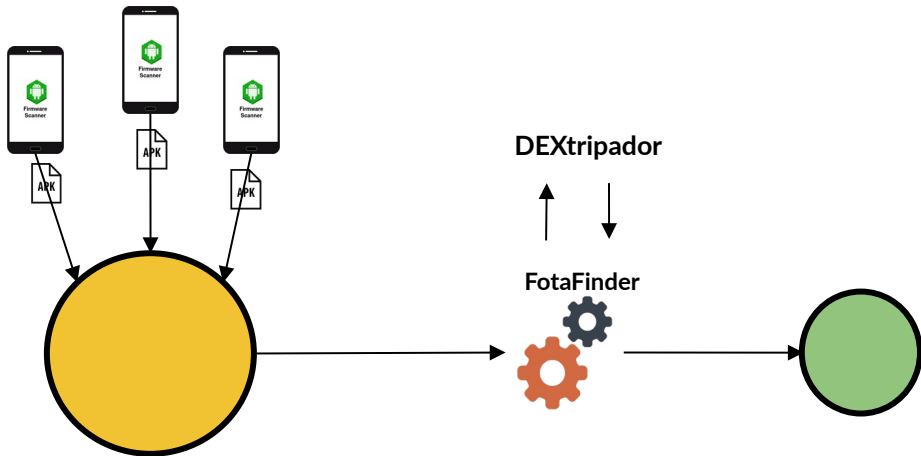 Firmware
Scanner
Firmware
Scanner
Firmware
Scanner
APK
APK
APK
DEXtripador
FotaFinder